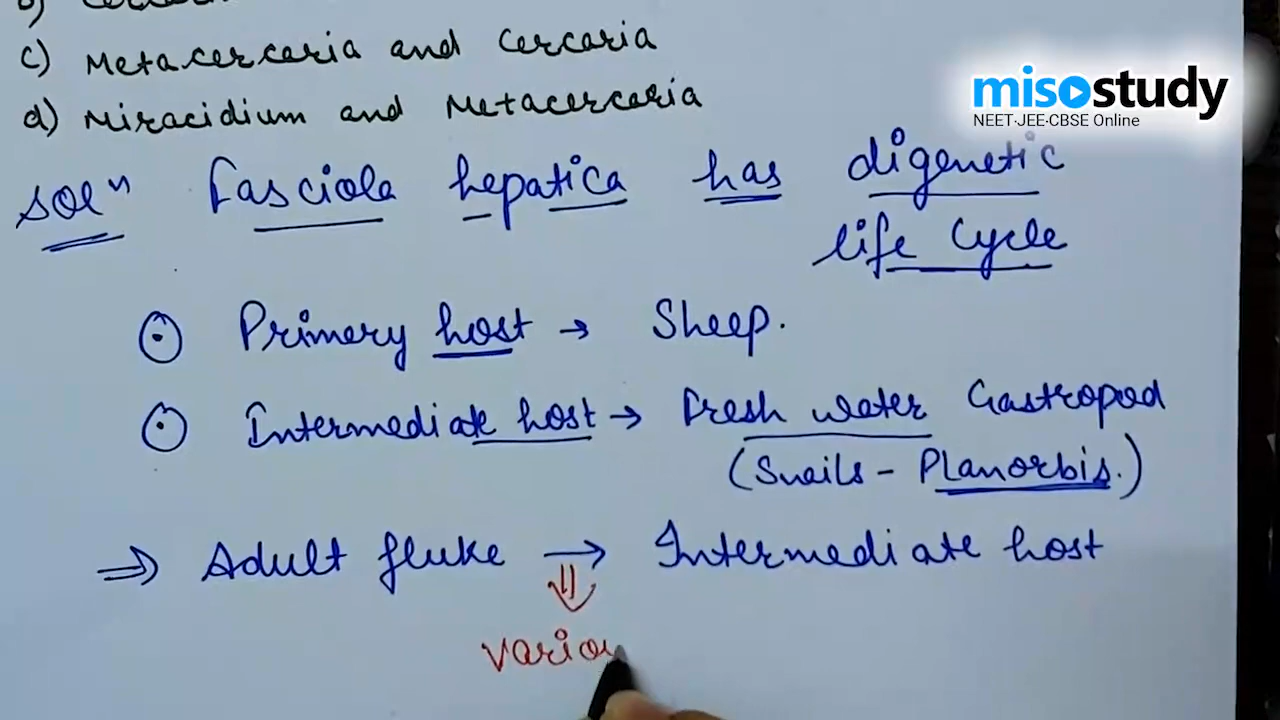 c) Metacercaria and Cercaria
d) Miracidium and Metacercaria
misostudy
NEET-JEE-CBSE Online
Solⁿ Fasciola hepatica has digenetic
life cycle
Primary host → Sheep.
Intermediate host → Fresh water Gastropod
(Snails - Planorbis.)
⇒ Adult fluke → Intermediate host